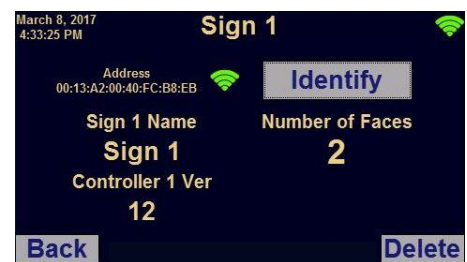 March 8, 2017
4:33:25 PM
Sign 1
Address
00:13:A2:00:40:FC:B8:EB
Identify
Sign 1 Name
Number of Faces
Sign 1
2
Controller 1 Ver
12
Back
Delete